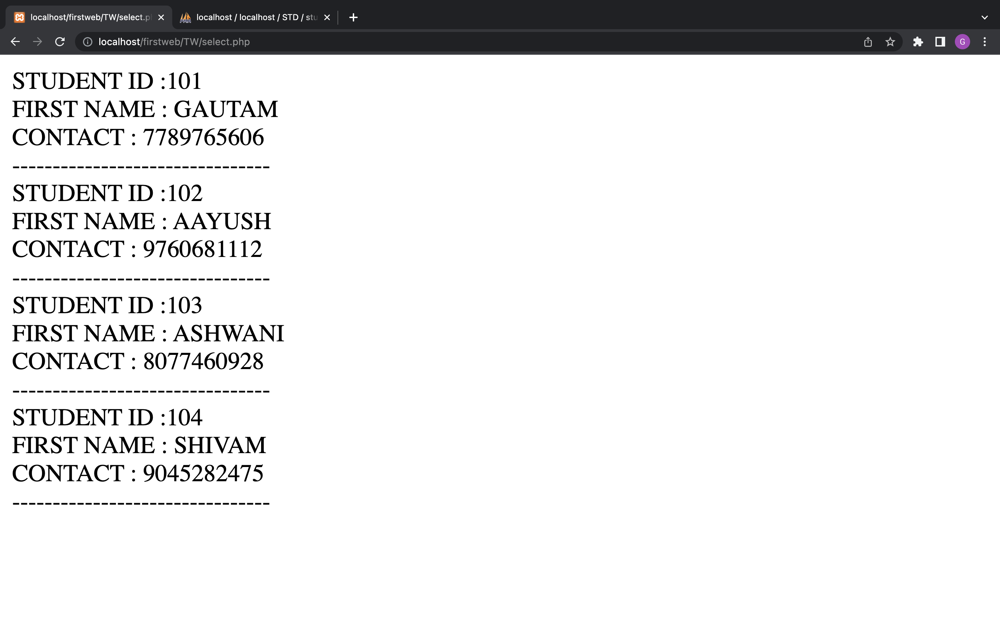 localhost/firstweb/TW/select.p
localhost / localhost / STD / stu
localhost/firstweb/TW/select.php
G
STUDENT ID :101
FIRST NAME : GAUTAM
CONTACT : 7789765606
--------------------------------
STUDENT ID :102
FIRST NAME : AAYUSH
CONTACT : 9760681112
--------------------------------
STUDENT ID :103
FIRST NAME : ASHWANI
CONTACT : 8077460928
--------------------------------
STUDENT ID :104
FIRST NAME : SHIVAM
CONTACT : 9045282475
--------------------------------